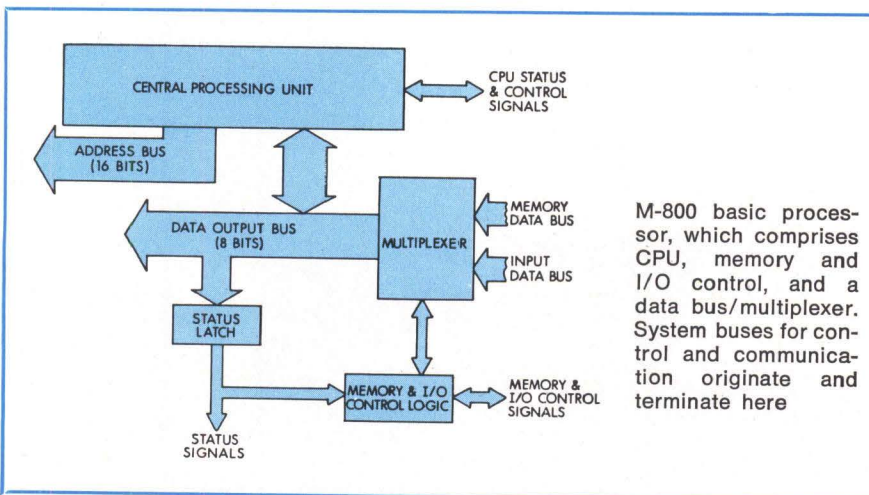 CENTRAL PROCESSING UNIT
CPU STATUS
& CONTROL
SIGNALS
ADDRESS BUS
(16 BITS)
DATA OUTPUT BUS
(8 BITS)
MULTIPLEXER
MEMORY
DATA BUS
INPUT
DATA BUS
STATUS
LATCH
MEMORY & I/O
CONTROL LOGIC
MEMORY &
I/O CONTROL
SIGNALS
STATUS
SIGNALS
M-800 basic proces-
sor, which comprises
CPU, memory and
I/O control, and a
data bus/multiplexer.
System buses for con-
trol and communica-
tion originate and
terminate here